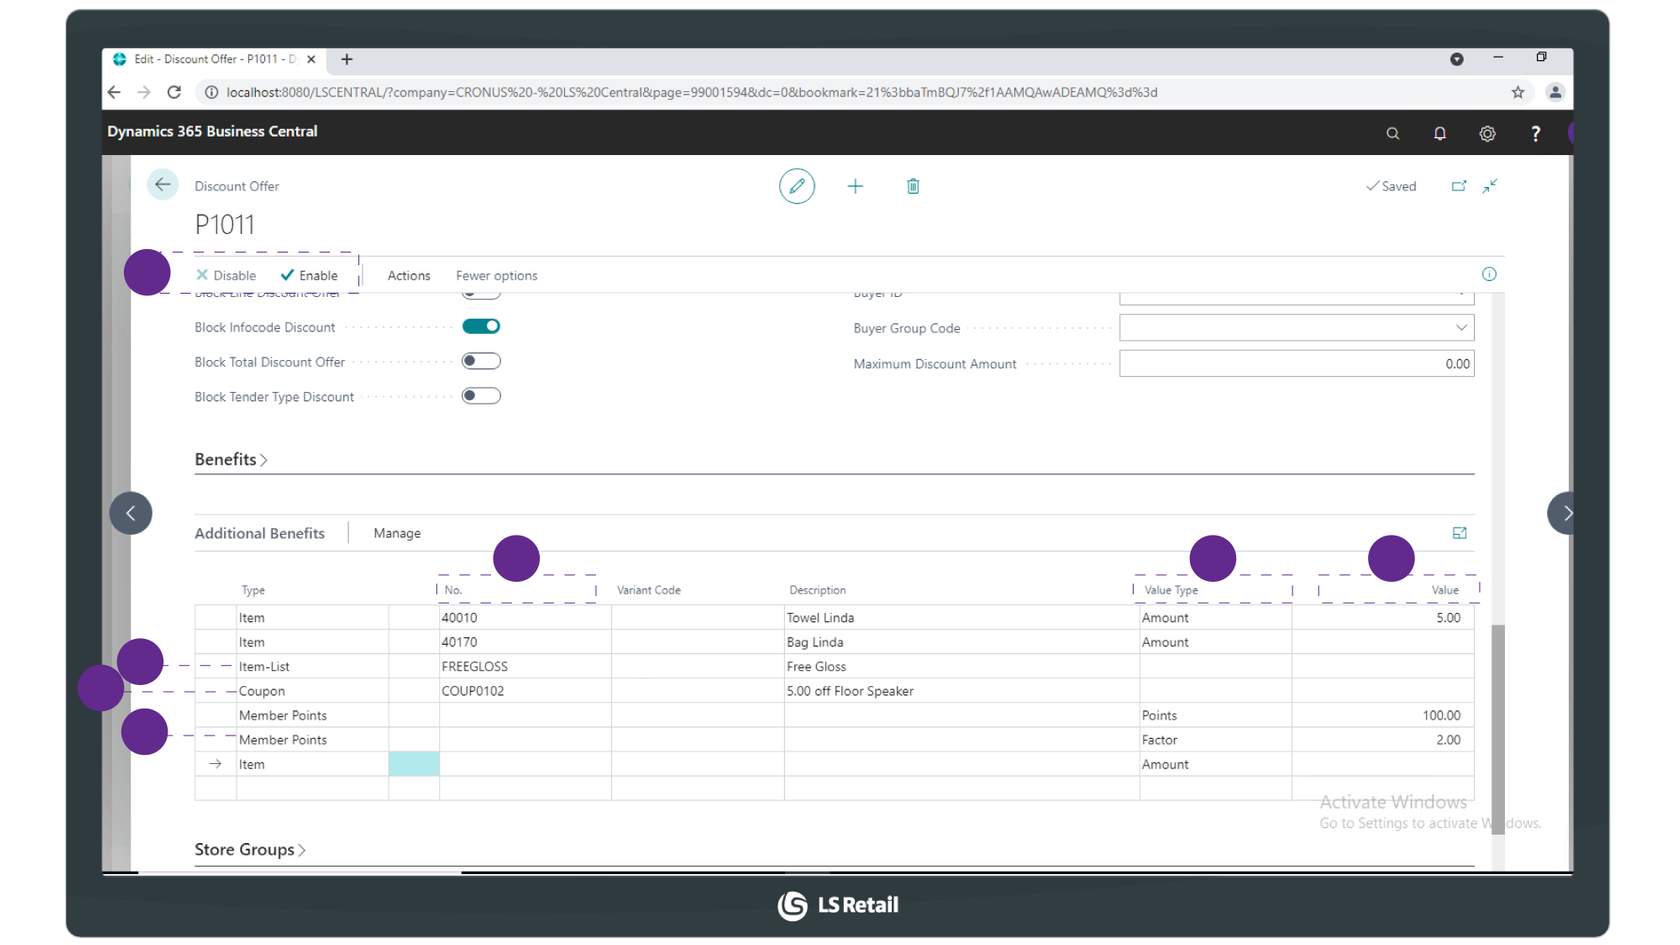 Edit - Discount Offer - P1011 - D
localhost:8080/LSCENTRAL/?company=CRONUS%20-%20LS%20Central&page=99001594&dc=0&bookmark=21%3bbaTmBQJ7%2f1AAMQAwADEAMQ%3d%3d
Dynamics 365 Business Central
?
Discount Offer
Saved
P1011
Disable Enable Actions Fewer options
Block Line Discount Offer Buyer ID
Block Infocode Discount Buyer Group Code
Block Total Discount Offer Maximum Discount Amount 0.00
Block Tender Type Discount
Benefits
Additional Benefits Manage
Type No. Variant Code Description Value Type Value
Item 40010 Towel Linda Amount 5.00
Item 40170 Bag Linda Amount
Item-List FREEGLOSS Free Gloss
Coupon COUP0102 5.00 off Floor Speaker
Member Points Points 100.00
Member Points Factor 2.00
Item Amount
Activate Windows
Go to Settings to activate Windows.
Store Groups
LS Retail